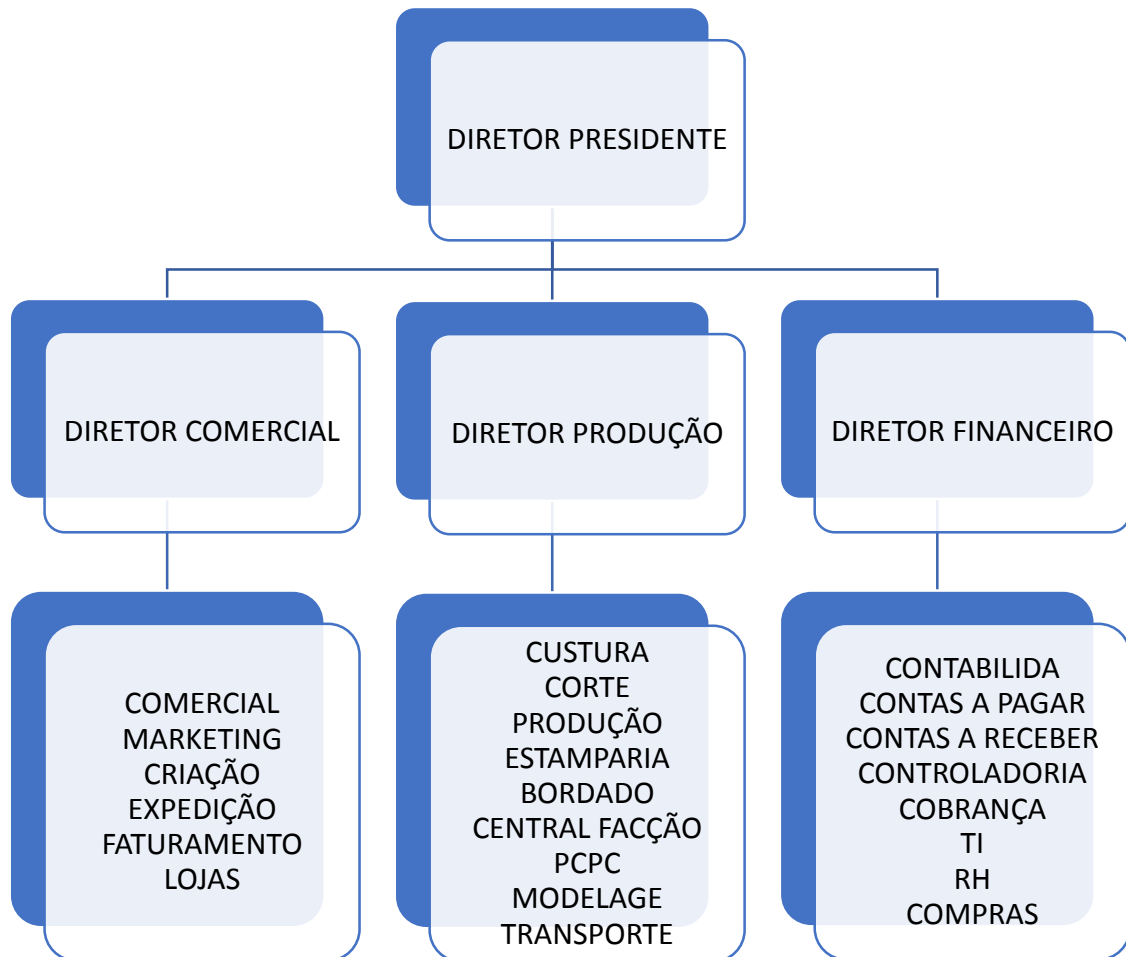 DIRETOR PRESIDENTE
DIRETOR COMERCIAL
DIRETOR PRODUÇÃO
DIRETOR FINANCEIRO
COMERCIAL
MARKETING
CRIAÇÃO
EXPEDIÇÃO
FATURAMENTO
LOJAS
CUSTURA
CORTE
PRODUÇÃO
ESTAMPARIA
BORDADO
CENTRAL FACÇÃO
PCPC
MODELAGE
TRANSPORTE
CONTABILIDA
CONTAS A PAGAR
CONTAS A RECEBER
CONTROLADORIA
COBRANÇA
TI
RH
COMPRAS